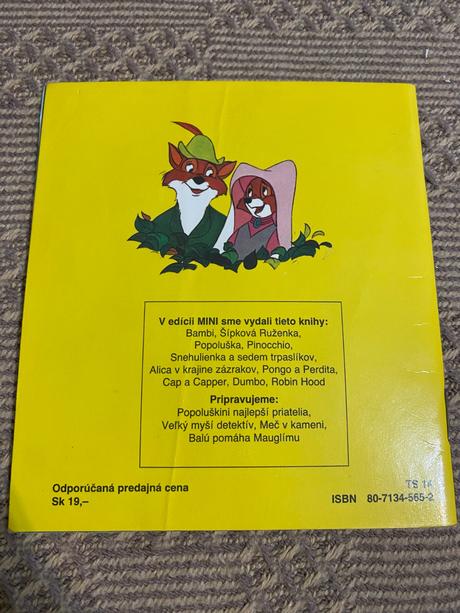 V edícii MINI sme vydali tieto knihy:
Bambi, Šípková Ruženka,
Popoluška, Pinocchio,
Snehulienka a sedem trpaslíkov,
Alica v krajine zázrakov, Pongo a Perdita,
Cap a Capper, Dumbo, Robin Hood
Pripravujeme:
Popoluškini najlepší priatelia,
Veľký myší detektív, Meč v kameni,
Balú pomáha Mauglímu
Odporúčaná predajná cena
Sk 19,–
TS
ISBN 80-7134-565-2